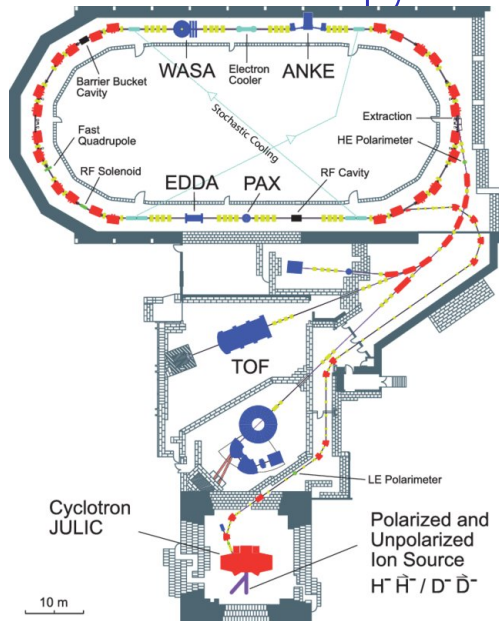 WASA
Electron
Cooler
ANKE
Barrier Bucket
Cavity
Extraction
Stochastic Cooling
HE Polarimeter
Fast
Quadrupole
RF Solenoid
EDDA
PAX
RF Cavity
TOF
LE Polarimeter
Cyclotron
JULIC
Polarized and
Unpolarized
Ion Source
H⁻ H⃗⁻ / D⁻ D⃗⁻
10 m